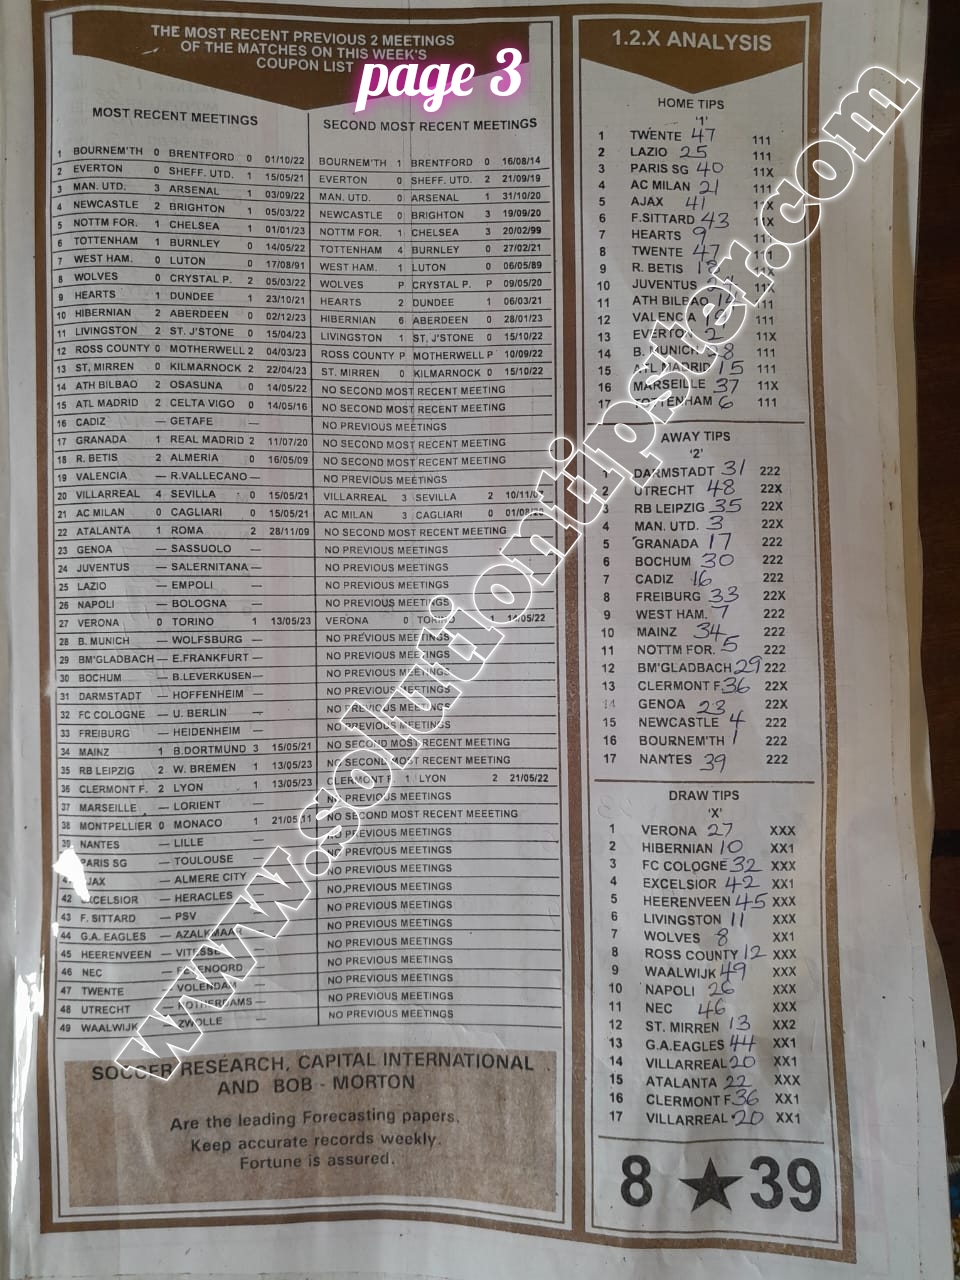 THE MOST RECENT PREVIOUS 2 MEETINGS
OF THE MATCHES ON THIS WEEK'S
COUPON LIST
page 3
MOST RECENT MEETINGS
SECOND MOST RECENT MEETINGS
1 BOURNEM'TH 0 BRENTFORD 0 01/10/22 BOURNEM'TH 1 BRENTFORD 0 16/08/14
2 EVERTON 0 SHEFF. UTD. 1 15/05/21 EVERTON 0 SHEFF. UTD. 2 21/09/19
3 MAN. UTD. 3 ARSENAL 1 03/09/22 MAN. UTD. 0 ARSENAL 1 31/10/20
4 NEWCASTLE 2 BRIGHTON 1 05/03/22 NEWCASTLE 0 BRIGHTON 3 19/09/20
5 NOTTM FOR. 1 CHELSEA 1 01/01/23 NOTTM FOR. 1 CHELSEA 3 20/02/99
6 TOTTENHAM 1 BURNLEY 0 14/05/22 TOTTENHAM 4 BURNLEY 0 27/02/21
7 WEST HAM. 0 LUTON 0 17/08/91 WEST HAM. 1 LUTON 0 06/05/89
8 WOLVES 0 CRYSTAL P. 2 05/03/22 WOLVES P CRYSTAL P. P 09/05/20
9 HEARTS 1 DUNDEE 1 23/10/21 HEARTS 2 DUNDEE 1 06/03/21
10 HIBERNIAN 2 ABERDEEN 0 02/12/23 HIBERNIAN 6 ABERDEEN 0 28/01/23
11 LIVINGSTON 2 ST. J'STONE 0 15/04/23 LIVINGSTON 1 ST. J'STONE 0 15/10/22
12 ROSS COUNTY 0 MOTHERWELL 2 04/03/23 ROSS COUNTY P MOTHERWELL P 10/09/22
13 ST, MIRREN 0 KILMARNOCK 2 22/04/23 ST. MIRREN 0 KILMARNOCK 0 15/10/22
14 ATH BILBAO 2 OSASUNA 0 14/05/22 NO SECOND MOST RECENT MEETING
15 ATL MADRID 2 CELTA VIGO 0 14/05/16 NO SECOND MOST RECENT MEETING
16 CADIZ — GETAFE — NO PREVIOUS MEETINGS
17 GRANADA 1 REAL MADRID 2 11/07/20 NO SECOND MOST RECENT MEETING
18 R. BETIS 2 ALMERIA 0 16/05/09 NO SECOND MOST RECENT MEETING
19 VALENCIA — R.VALLECANO — NO PREVIOUS MEETINGS
20 VILLARREAL 4 SEVILLA 0 15/05/21 VILLARREAL 3 SEVILLA 2
21 AC MILAN 0 CAGLIARI 0 15/05/21 AC MILAN 3 CAGLIARI 0
22 ATALANTA 1 ROMA 2 28/11/09 NO SECOND MOST RECENT MEETING
23 GENOA — SASSUOLO — NO PREVIOUS MEETINGS
24 JUVENTUS — SALERNITANA — NO PREVIOUS MEETINGS
25 LAZIO — EMPOLI — NO PREVIOUS MEETINGS
26 NAPOLI — BOLOGNA — NO PREVIOUS MEETINGS
27 VERONA 0 TORINO 1 13/05/23 VERONA 0 TORINO 1 14/05/22
28 B. MUNICH — WOLFSBURG — NO PREVIOUS MEETINGS
29 BM'GLADBACH — E.FRANKFURT — NO PREVIOUS MEETINGS
30 BOCHUM — B.LEVERKUSEN — NO PREVIOUS MEETINGS
31 DARMSTADT — HOFFENHEIM — NO PREVIOUS MEETINGS
32 FC COLOGNE — U. BERLIN — NO PREVIOUS MEETINGS
33 FREIBURG — HEIDENHEIM — NO PREVIOUS MEETINGS
34 MAINZ 1 B.DORTMUND 3 15/05/21 NO SECOND MOST RECENT MEETING
35 RB LEIPZIG 2 W. BREMEN 1 13/05/23 NO SECOND MOST RECENT MEETING
36 CLERMONT F. 2 LYON 1 13/05/23 CLERMONT F. 1 LYON 2 21/05/22
37 MARSEILLE — LORIENT — NO PREVIOUS MEETINGS
38 MONTPELLIER 0 MONACO 1 NO SECOND MOST RECENT MEEETING
39 NANTES — LILLE — NO PREVIOUS MEETINGS
PARIS SG — TOULOUSE — NO PREVIOUS MEETINGS
AJAX — ALMERE CITY — NO PREVIOUS MEETINGS
42 EXCELSIOR — HERACLES — NO PREVIOUS MEETINGS
43 F. SITTARD — PSV — NO.PREVIOUS MEETINGS
44 G.A. EAGLES — AZALKMAAR NO PREVIOUS MEETINGS
45 HEERENVEEN — VITESSE NO PREVIOUS MEETINGS
46 NEC — FEYENOORD NO PREVIOUS MEETINGS
47 TWENTE — VOLENDAM — NO PREVIOUS MEETINGS
48 UTRECHT — ROTHERDAMS — NO PREVIOUS MEETINGS
49 WAALWIJK — ZWOLLE — NO PREVIOUS MEETINGS
SOCCER RESEARCH, CAPITAL INTERNATIONAL
AND BOB - MORTON
Are the leading Forecasting papers.
Keep accurate records weekly.
Fortune is assured.
1.2.X ANALYSIS
HOME TIPS
'1'
1 TWENTE 47 111
2 LAZIO 25 111
3 PARIS SG 40 11X
4 AC MILAN 21 111
5 AJAX 41 11X
6 F.SITTARD 43 11X
7 HEARTS 9 111
8 TWENTE 47 111
9 R. BETIS 18 11X
10 JUVENTUS 111
11 ATH BILBAO 14 111
12 VALENCIA 19 111
13 EVERTON 2 11X
14 B. MUNICH 28 111
15 ATL MADRID 15 111
16 MARSEILLE 37 11X
17 TOTTENHAM 6 111
AWAY TIPS
'2'
1 DARMSTADT 31 222
2 UTRECHT 48 22X
3 RB LEIPZIG 35 22X
4 MAN. UTD. 3 22X
5 GRANADA 17 222
6 BOCHUM 30 222
7 CADIZ 16 222
8 FREIBURG 33 22X
9 WEST HAM. 7 222
10 MAINZ 34 222
11 NOTTM FOR. 5 222
12 BM'GLADBACH 29 222
13 CLERMONT F. 36 22X
14 GENOA 23 22X
15 NEWCASTLE 4 222
16 BOURNEM'TH 1 222
17 NANTES 39 222
DRAW TIPS
'X'
1 VERONA 27 XXX
2 HIBERNIAN 10 XX1
3 FC COLOGNE 32 XXX
4 EXCELSIOR 42 XX1
5 HEERENVEEN 45 XXX
6 LIVINGSTON 11 XXX
7 WOLVES 8 XX1
8 ROSS COUNTY 12 XXX
9 WAALWIJK 49 XXX
10 NAPOLI 26 XXX
11 NEC 46 XXX
12 ST. MIRREN 13 XX2
13 G.A.EAGLES 44 XX1
14 VILLARREAL 20 XX1
15 ATALANTA 22 XXX
16 CLERMONT F. 36 XX1
17 VILLARREAL 20 XX1
8 ★ 39
www.solutiontipster.com